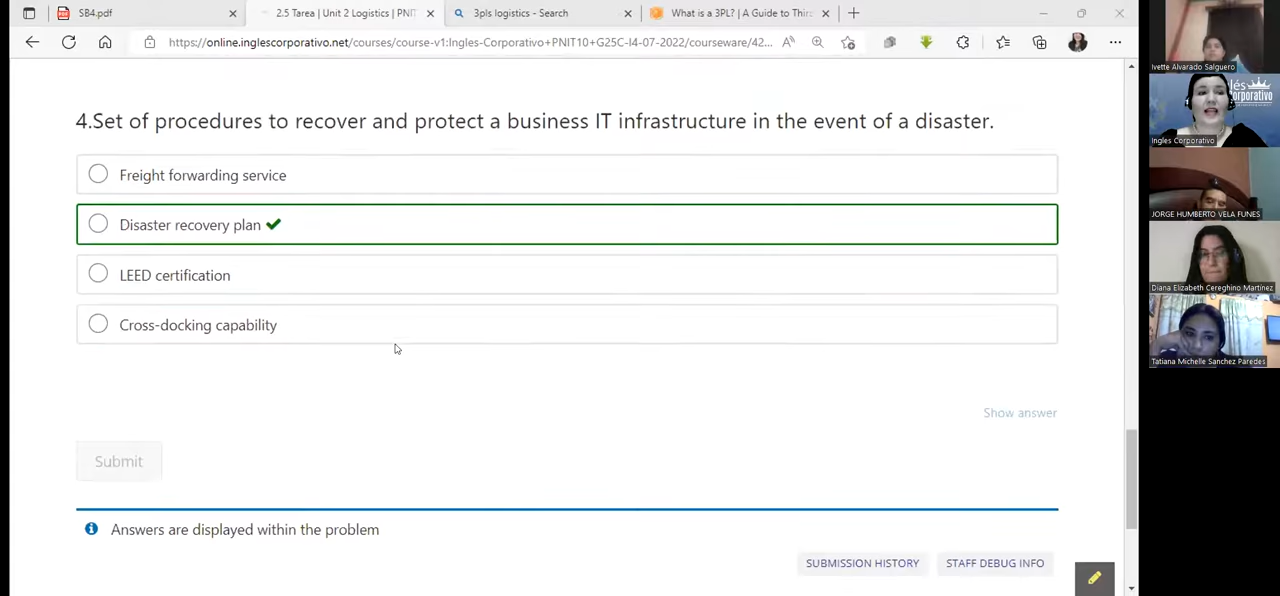 SB4.pdf
2.5 Tarea | Unit 2 Logistics | PNIT
3pls logistics - Search
What is a 3PL? | A Guide to Thir
https://online.inglescorporativo.net/courses/course-v1:Ingles-Corporativo+PNIT10+G25C-I4-07-2022/courseware/42...
4.Set of procedures to recover and protect a business IT infrastructure in the event of a disaster.
Freight forwarding service
Disaster recovery plan
LEED certification
Cross-docking capability
Show answer
Submit
Answers are displayed within the problem
SUBMISSION HISTORY
STAFF DEBUG INFO
Ivette Alvarado Salguero
lés
orporativo
Ingles Corporativo
JORGE HUMBERTO VELA FUNES
Diana Elizabeth Cereghino Martínez
Tatiana Michelle Sanchez Paredes